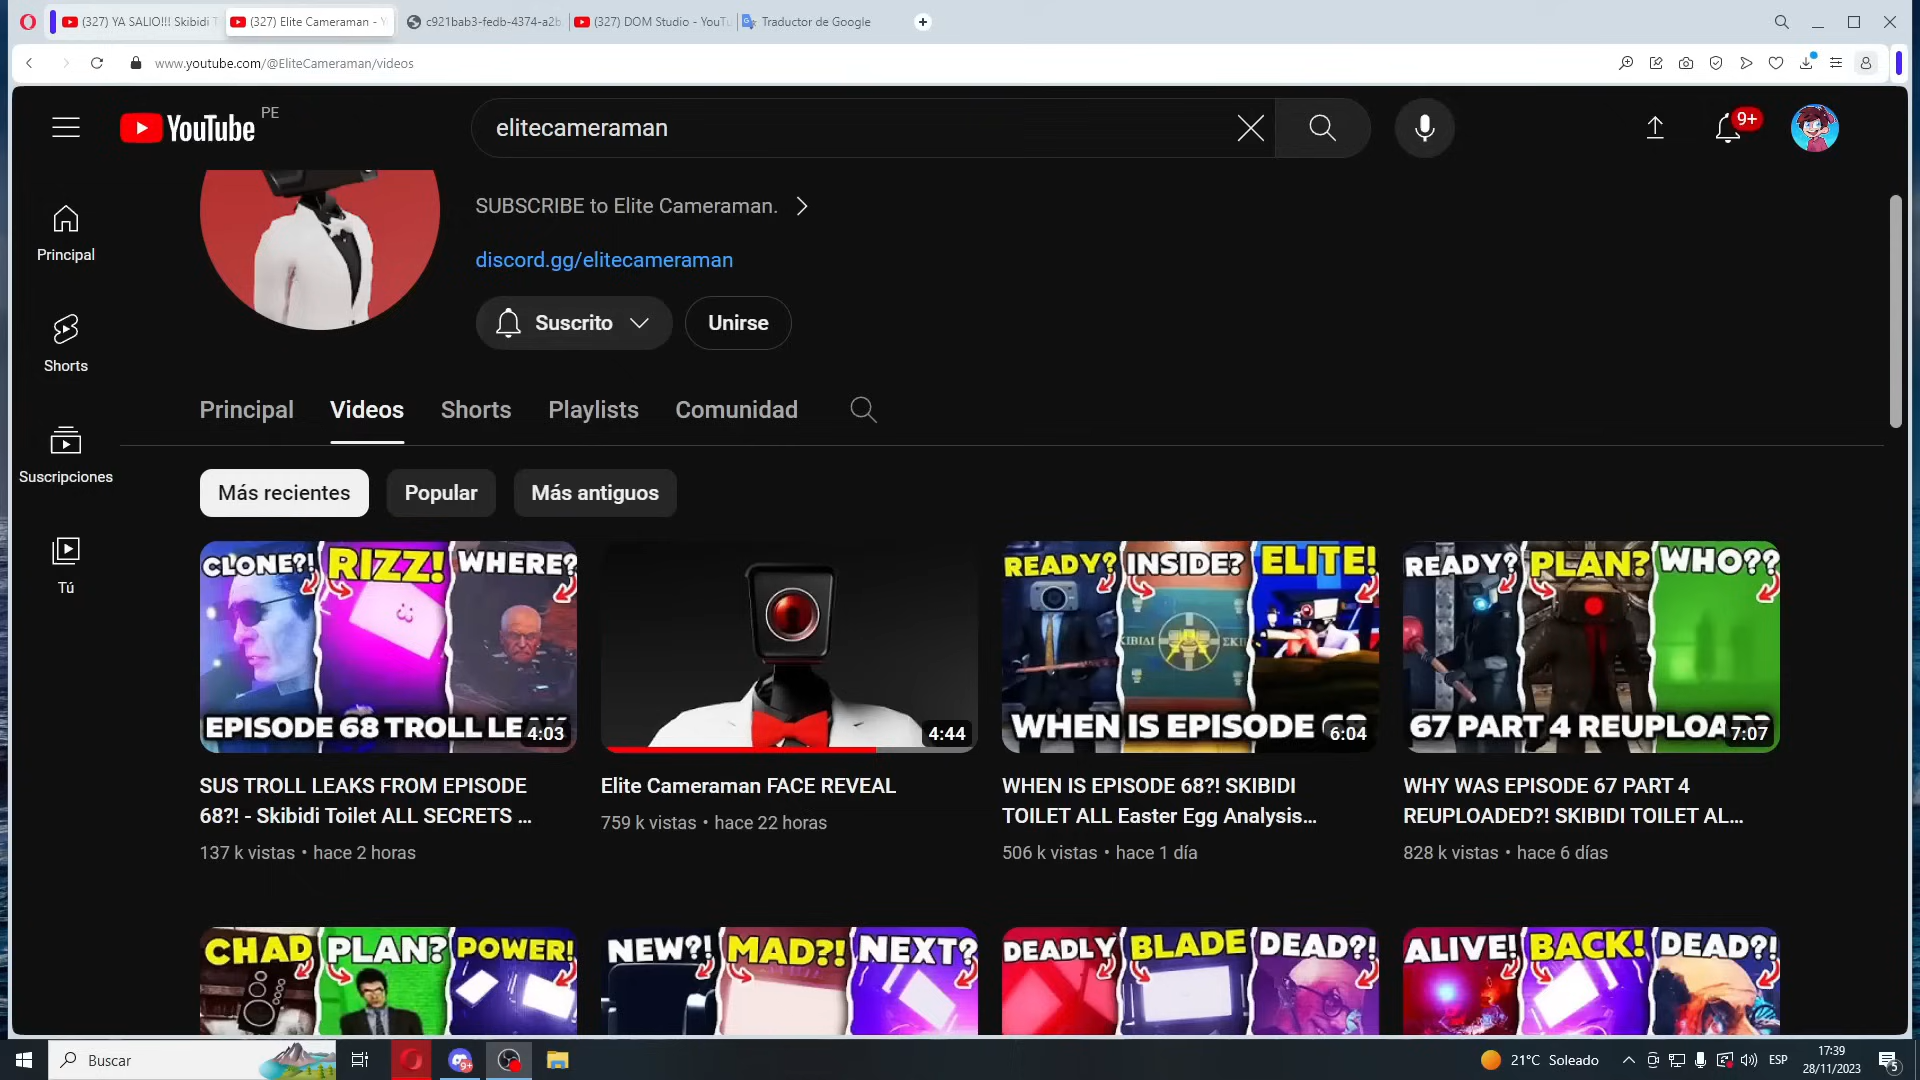 (327) YA SALIO!!! Skibidi T
(327) Elite Cameraman - Y
c921bab3-fedb-4374-a2b
(327) DOM Studio - YouTu
Traductor de Google
www.youtube.com/@EliteCameraman/videos
YouTube PE
elitecameraman
9+
SUBSCRIBE to Elite Cameraman.
discord.gg/elitecameraman
Suscrito
Unirse
Principal
Shorts
Suscripciones
Tú
Principal Videos Shorts Playlists Comunidad
Más recientes Popular Más antiguos
CLONE?! RIZZ! WHERE?
EPISODE 68 TROLL LEAK
4:03
4:44
READY? INSIDE? ELITE!
WHEN IS EPISODE 68
6:04
READY? PLAN? WHO??
67 PART 4 REUPLOAD?
7:07
SUS TROLL LEAKS FROM EPISODE
68?! - Skibidi Toilet ALL SECRETS ...
137 k vistas • hace 2 horas
Elite Cameraman FACE REVEAL
759 k vistas • hace 22 horas
WHEN IS EPISODE 68?! SKIBIDI
TOILET ALL Easter Egg Analysis...
506 k vistas • hace 1 día
WHY WAS EPISODE 67 PART 4
REUPLOADED?! SKIBIDI TOILET AL...
828 k vistas • hace 6 días
CHAD PLAN? POWER!
NEW?! MAD?! NEXT?
DEADLY BLADE DEAD?!
ALIVE! BACK! DEAD?!
Buscar
9+
21°C Soleado
ESP
17:39
28/11/2023
5